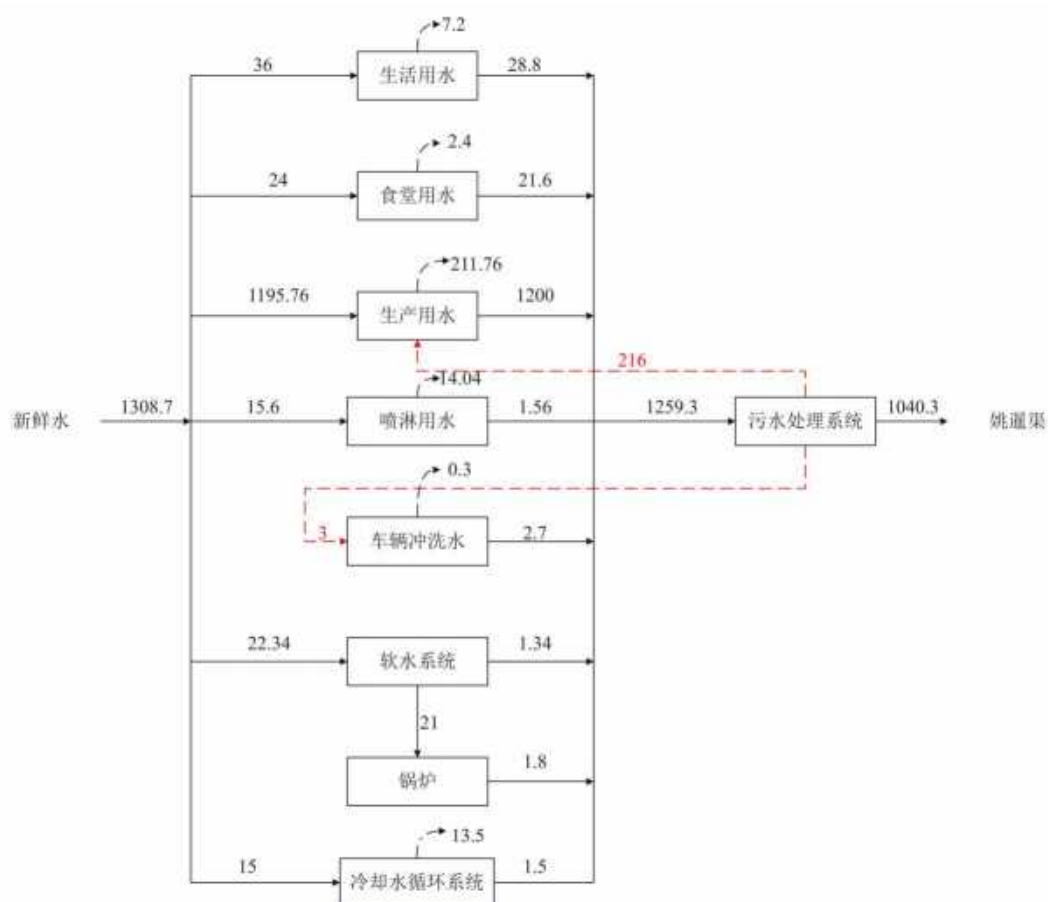 7.2
36
生活用水
28.8
2.4
24
食堂用水
21.6
211.76
1195.76
生产用水
1200
216
14.04
新鲜水
1308.7
15.6
喷淋用水
1.56
1259.3
污水处理系统
1040.3
姚暹渠
0.3
3
车辆冲洗水
2.7
22.34
软水系统
1.34
21
锅炉
1.8
13.5
15
冷却水循环系统
1.5